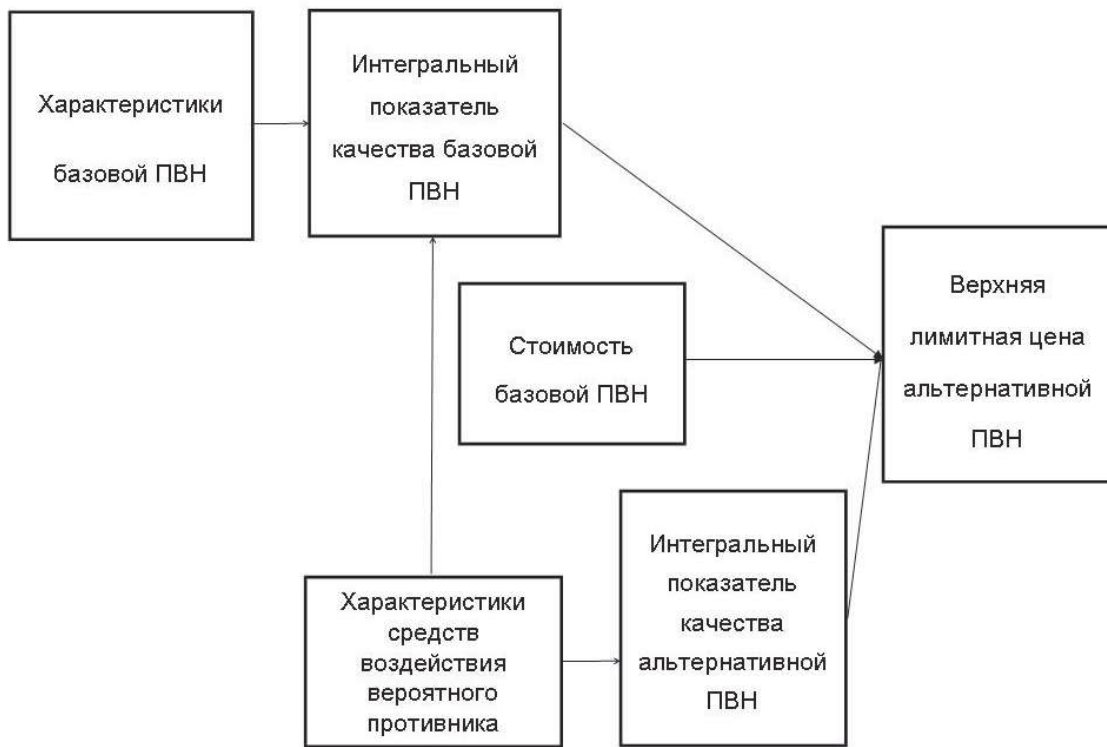 Характеристики
базовой ПВН
Интегральный
показатель
качества базовой
ПВН
Стоимость
базовой ПВН
Верхняя
лимитная цена
альтернативной
ПВН
Характеристики
средств
воздействия
вероятного
противника
Интегральный
показатель
качества
альтернативной
ПВН